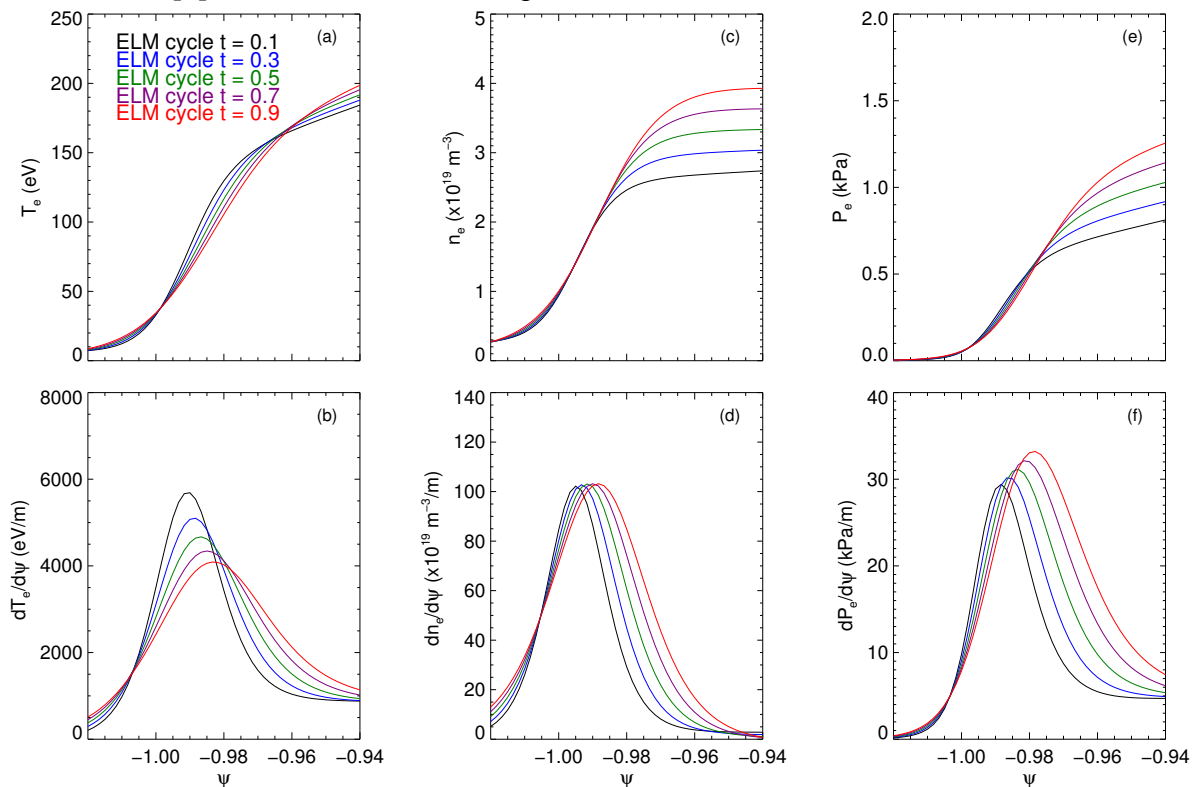 (a)
ELM cycle t = 0.1
ELM cycle t = 0.3
ELM cycle t = 0.5
ELM cycle t = 0.7
ELM cycle t = 0.9
250
200
150
100
50
0
T_e (eV)
(c)
5
4
3
2
1
0
n_e (x10^19 m^−3)
(e)
2.0
1.5
1.0
0.5
0.0
P_e (kPa)
(b)
8000
6000
4000
2000
0
dT_e/dψ (eV/m)
−1.00 −0.98 −0.96 −0.94
ψ
(d)
140
120
100
80
60
40
20
0
dn_e/dψ (x10^19 m^−3/m)
−1.00 −0.98 −0.96 −0.94
ψ
(f)
40
30
20
10
0
dP_e/dψ (kPa/m)
−1.00 −0.98 −0.96 −0.94
ψ